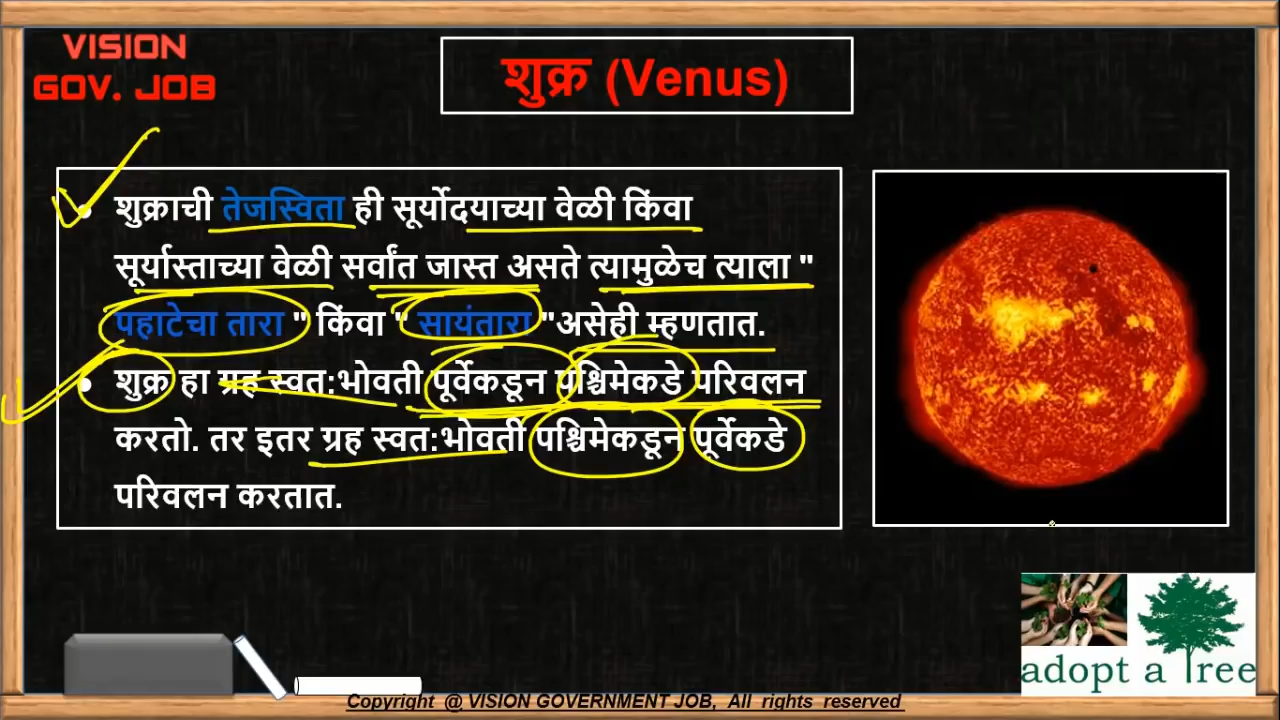 VISION
GOV. JOB
शुक्र (Venus)
शुक्राची तेजस्विता ही सूर्योदयाच्या वेळी किंवा
सूर्यास्ताच्या वेळी सर्वांत जास्त असते त्यामुळेच त्याला "
पहाटेचा तारा " किंवा " सायंतारा "असेही म्हणतात.
शुक्र हा ग्रह स्वत:भोवती पूर्वेकडून पश्चिमेकडे परिवलन
करतो. तर इतर ग्रह स्वत:भोवती पश्चिमेकडून पूर्वेकडे
परिवलन करतात.
adopt a Tree
Copyright @ VISION GOVERNMENT JOB, All rights reserved